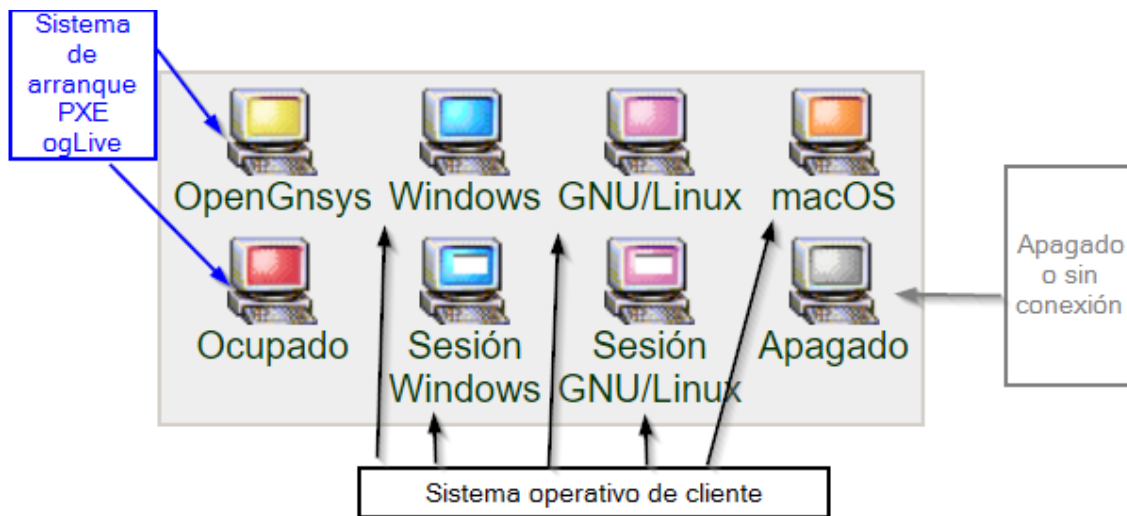 Sistema
de
arranque
PXE
ogLive
OpenGnsys Windows GNU/Linux macOS
Ocupado Sesión Sesión Apagado
Windows GNU/Linux
Apagado
o sin
conexión
Sistema operativo de cliente